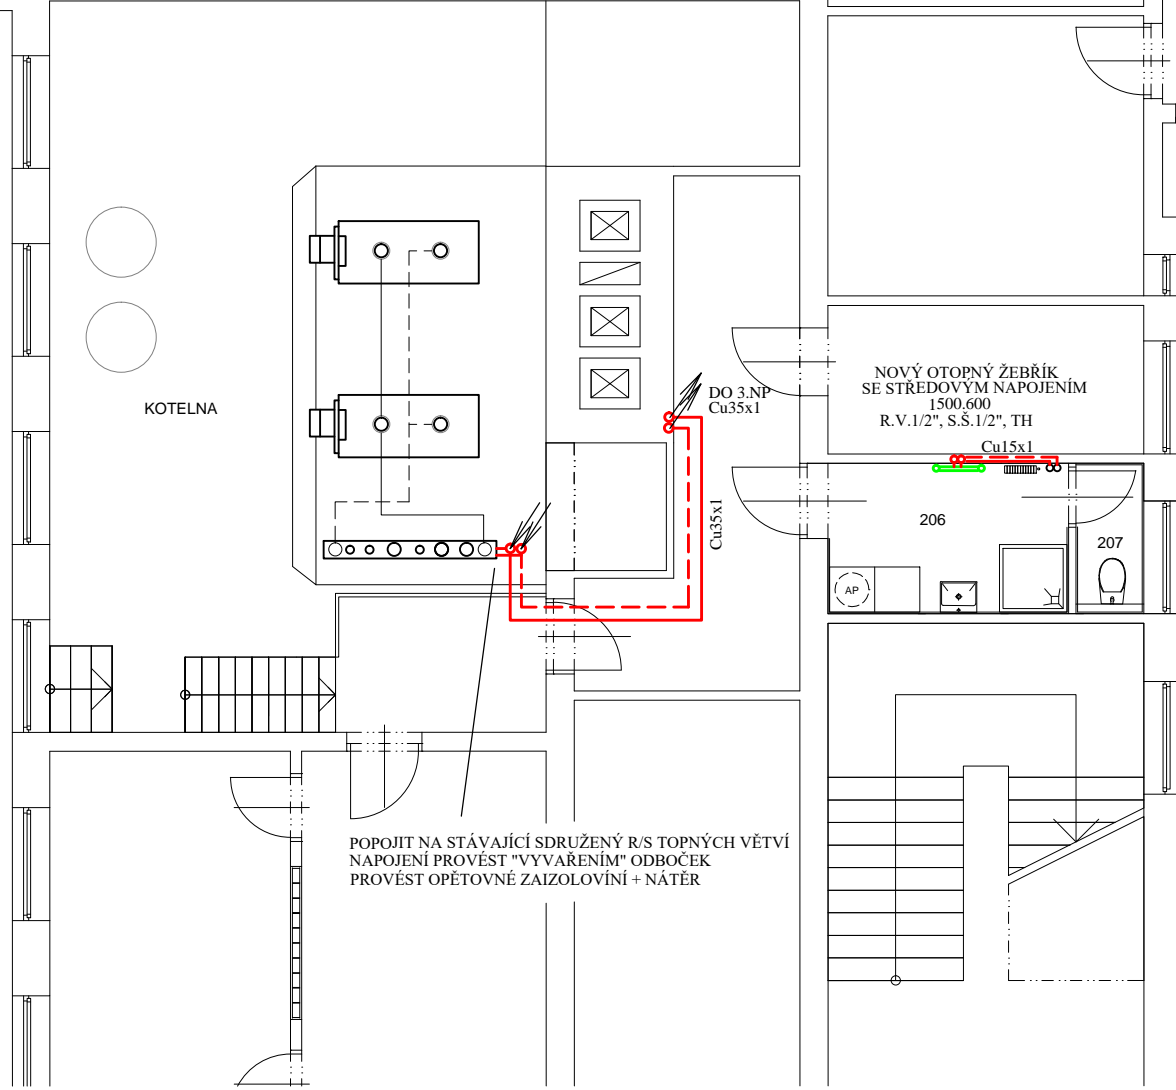 KOTELNA
DO 3.NP
Cu35x1
Cu35x1
NOVÝ OTOPNÝ ŽEBŘÍK
SE STŘEDOVÝM NAPOJENÍM
1500.600
R.V.1/2", S.Š.1/2", TH
Cu15x1
206
207
AP
POPOJIT NA STÁVAJÍCÍ SDRUŽENÝ R/S TOPNÝCH VĚTVÍ
NAPOJENÍ PROVÉST "VYVAŘENÍM" ODBOČEK
PROVÉST OPĚTOVNÉ ZAIZOLOVÍNÍ + NÁTĚR